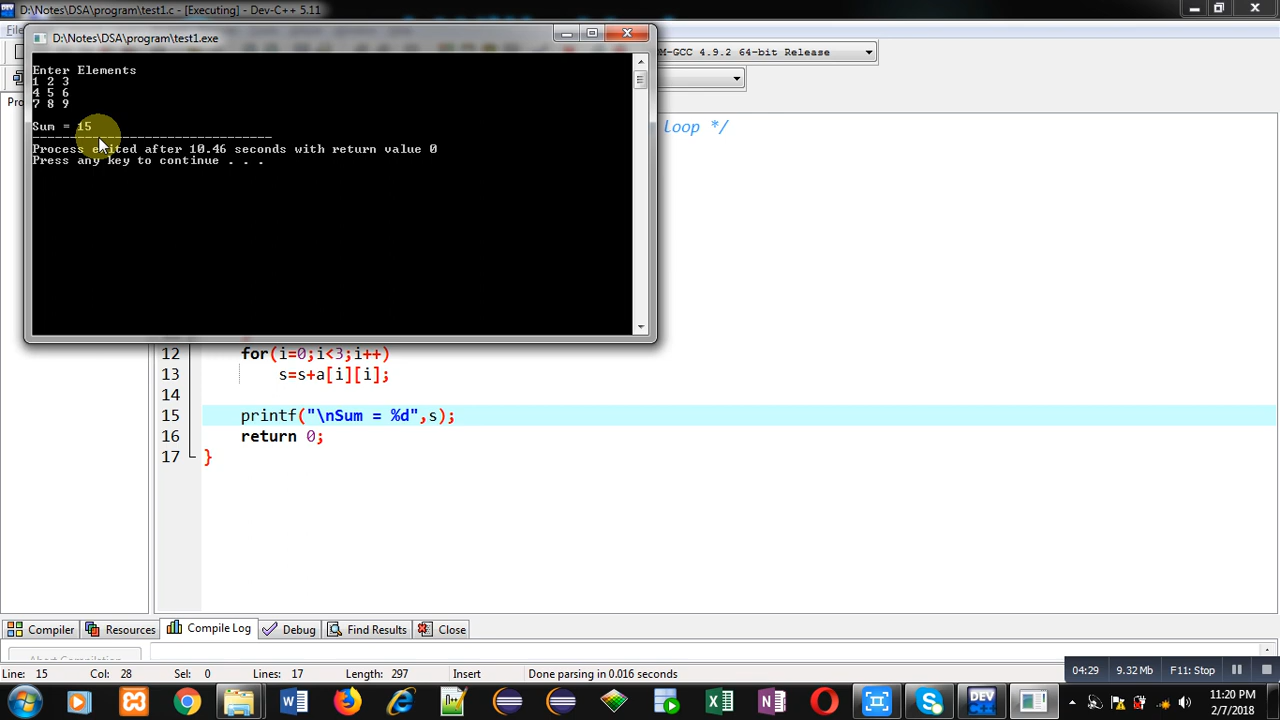 D:\Notes\DSA\program\test1.c - [Executing] - Dev-C++ 5.11
D:\Notes\DSA\program\test1.exe
GCC 4.9.2 64-bit Release
Enter Elements
1 2 3
4 5 6
7 8 9
Sum = 15
--------------------------------
Process exited after 10.46 seconds with return value 0
Press any key to continue . . .
loop */
12 for(i=0;i<3;i++)
13 s=s+a[i][i];
14
15 printf("\nSum = %d",s);
16 return 0;
17 }
Compiler Resources Compile Log Debug Find Results Close
Line: 15 Col: 28 Sel: 0 Lines: 17 Length: 297 Insert Done parsing in 0.016 seconds
04:29 9.32 Mb F11: Stop
DEV C++
11:20 PM
2/7/2018